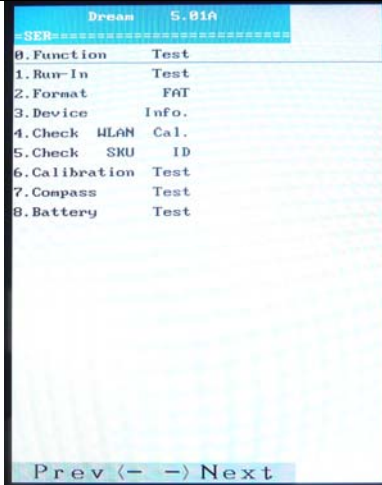 Dream 5.01A
=SER==========================
0.Function Test
1.Run-In Test
2.Format FAT
3.Device Info.
4.Check WLAN Cal.
5.Check SKU ID
6.Calibration Test
7.Compass Test
8.Battery Test
Prev<- ->Next